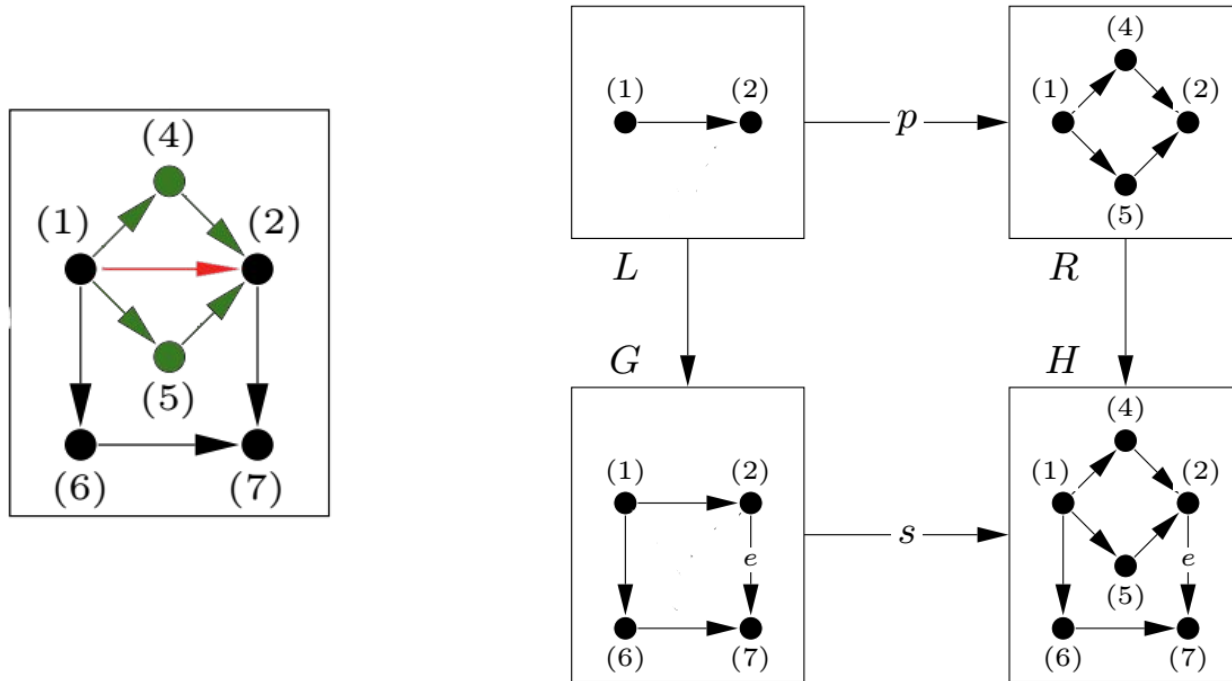 (4)
(1) (2)
(5)
(6) (7)
(1) (2)
p
(4)
(1) (2)
(5)
L R
G H
(1) (2)
e
(6) (7)
s
(4)
(1) (2)
e
(5)
(6) (7)